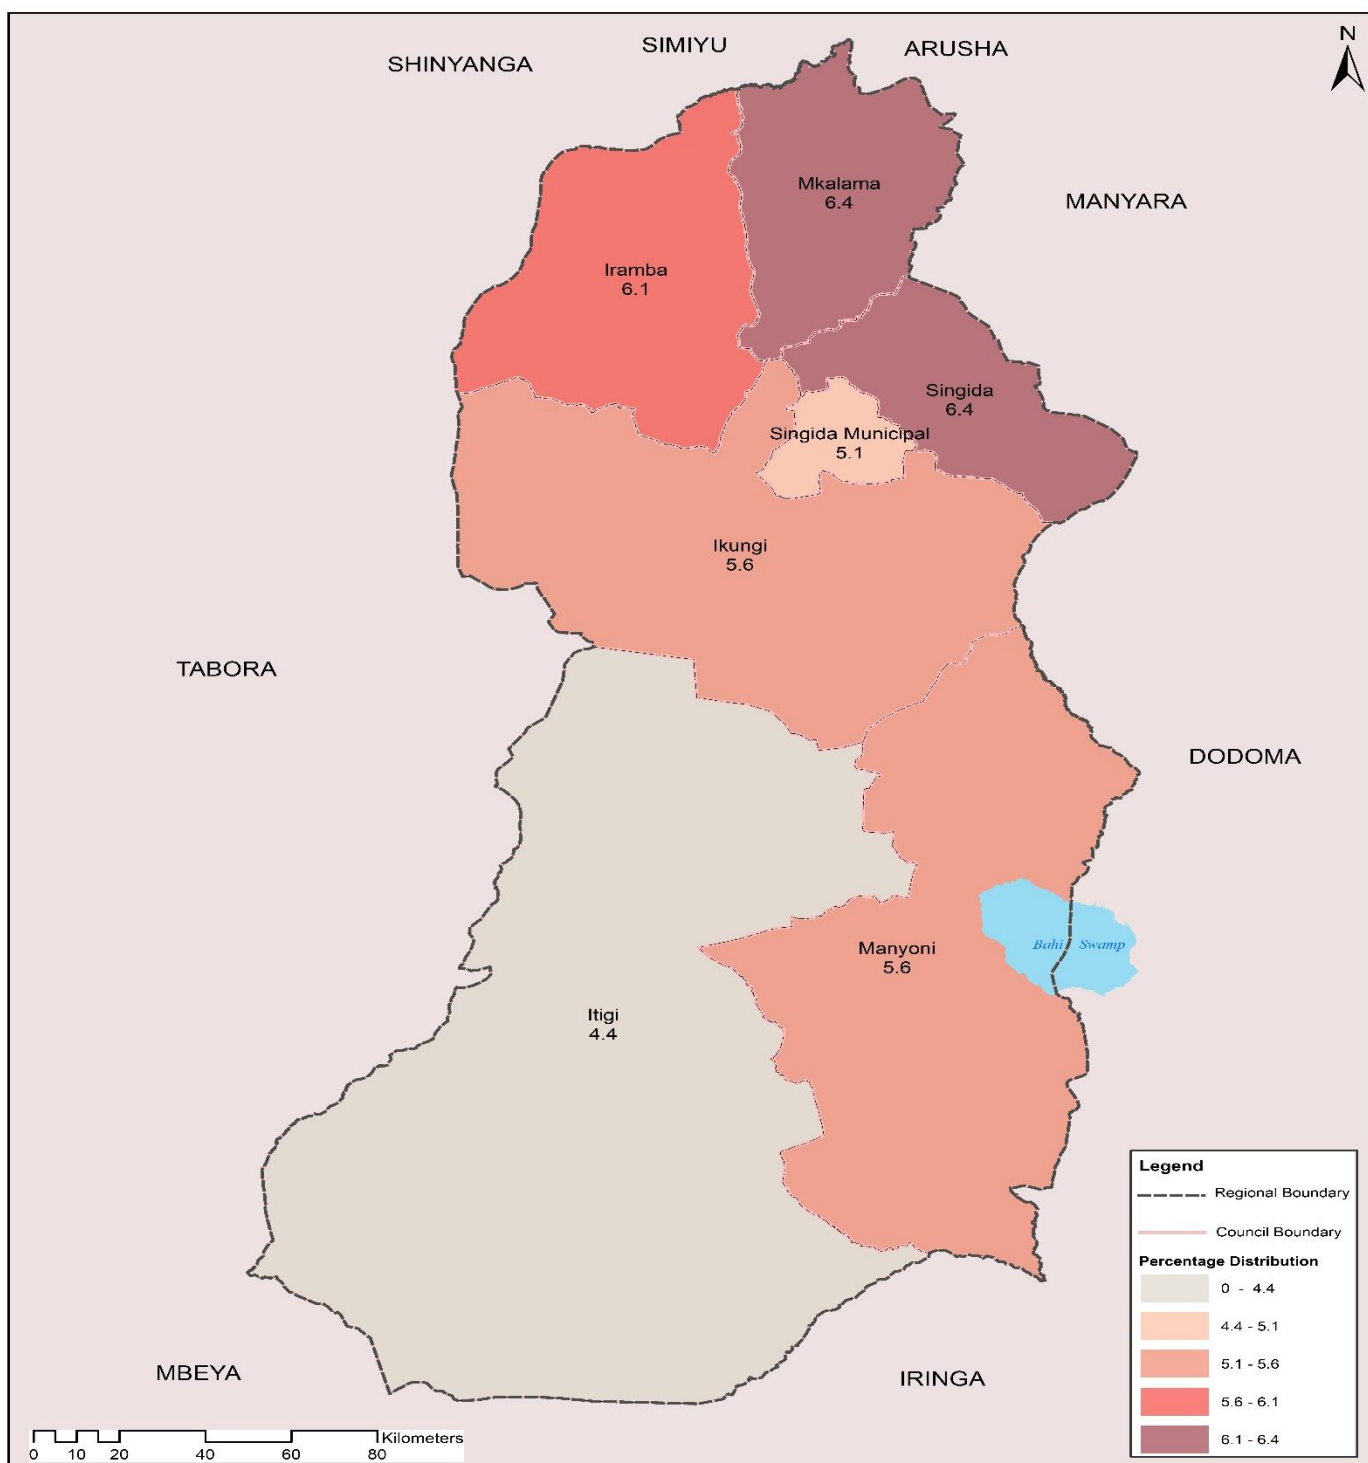 N
SIMIYU
ARUSHA
SHINYANGA
Mkalama
6.4
MANYARA
Iramba
6.1
Singida
6.4
Singida Municipal
5.1
Ikungi
5.6
TABORA
DODOMA
Bahi Swamp
Manyoni
5.6
Itigi
4.4
MBEYA
IRINGA
Legend
Regional Boundary
Council Boundary
Percentage Distribution
0 - 4.4
4.4 - 5.1
5.1 - 5.6
5.6 - 6.1
6.1 - 6.4
Kilometers
0 10 20 40 60 80